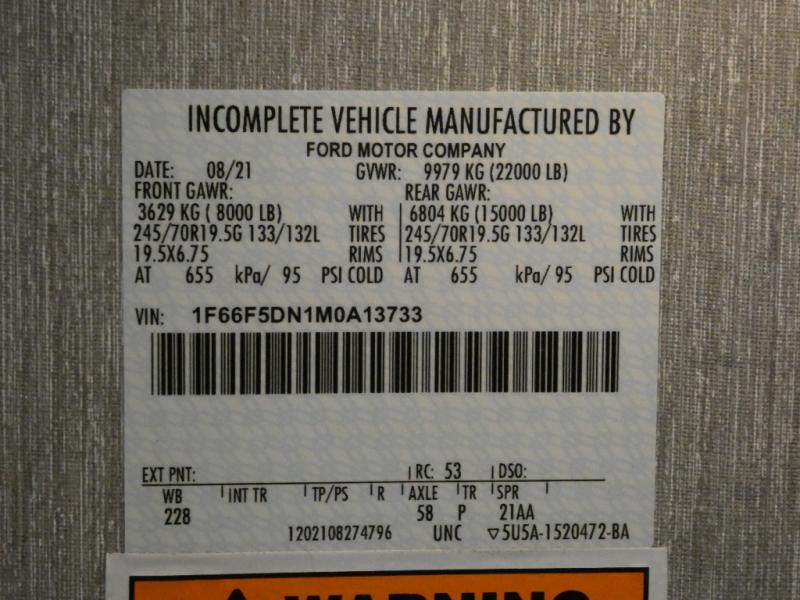 INCOMPLETE VEHICLE MANUFACTURED BY
FORD MOTOR COMPANY
DATE: 08/21 GVWR: 9979 KG (22000 LB)
FRONT GAWR: REAR GAWR:
3629 KG ( 8000 LB) WITH 6804 KG (15000 LB) WITH
245/70R19.5G 133/132L TIRES 245/70R19.5G 133/132L TIRES
19.5X6.75 RIMS 19.5X6.75 RIMS
AT 655 kPa/ 95 PSI COLD AT 655 kPa/ 95 PSI COLD
VIN: 1F66F5DN1M0A13733
EXT PNT: RC: 53 DSO:
WB INT TR TP/PS R AXLE TR SPR
228 58 P 21AA
1202108274796 UNC ▽5U5A-1520472-BA
WARNING